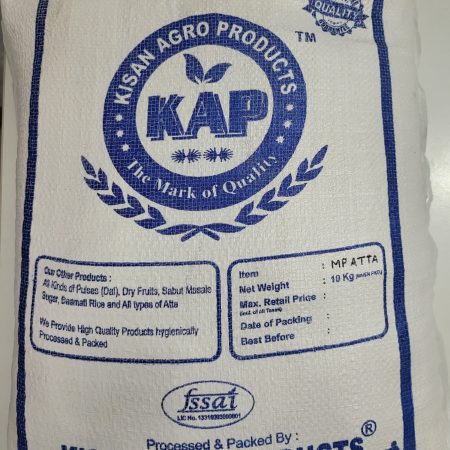 QUALITY
TM
KISAN AGRO PRODUCTS
KAP
The Mark of Quality
Our Other Products :
All Kinds of Pulses (Dal), Dry Fruits, Sabut Masala
Sugar, Basmati Rice and All types of Atta
We Provide High Quality Products hygienically
Processed & Packed
Item : MP ATTA
Net Weight : 10 Kg
Max. Retail Price :
(Incl. of all Taxes)
Date of Packing :
Best Before :
fssai
Processed & Packed By :
®